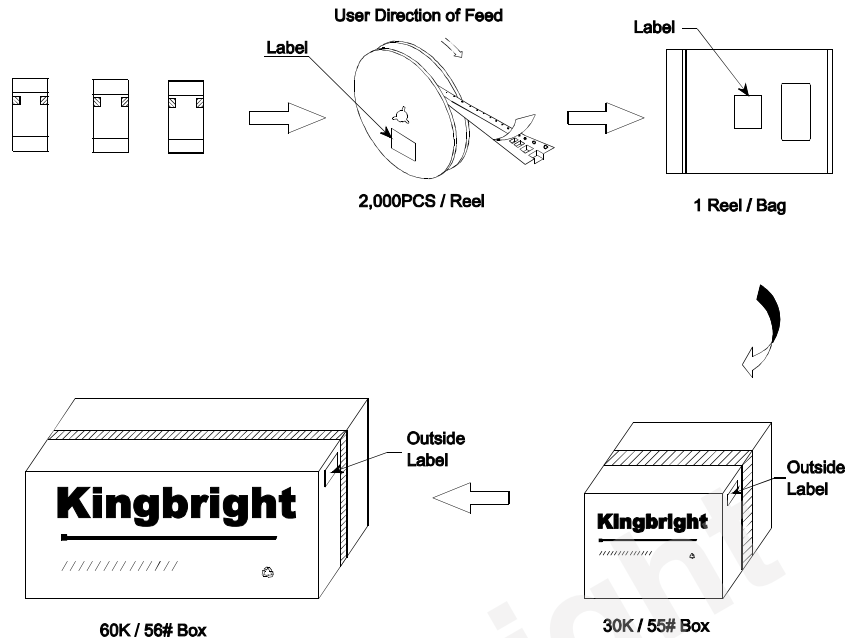 User Direction of Feed
Label
2,000PCS / Reel
Label
1 Reel / Bag
Outside
Label
Kingbright
60K / 56# Box
Outside
Label
Kingbright
30K / 55# Box